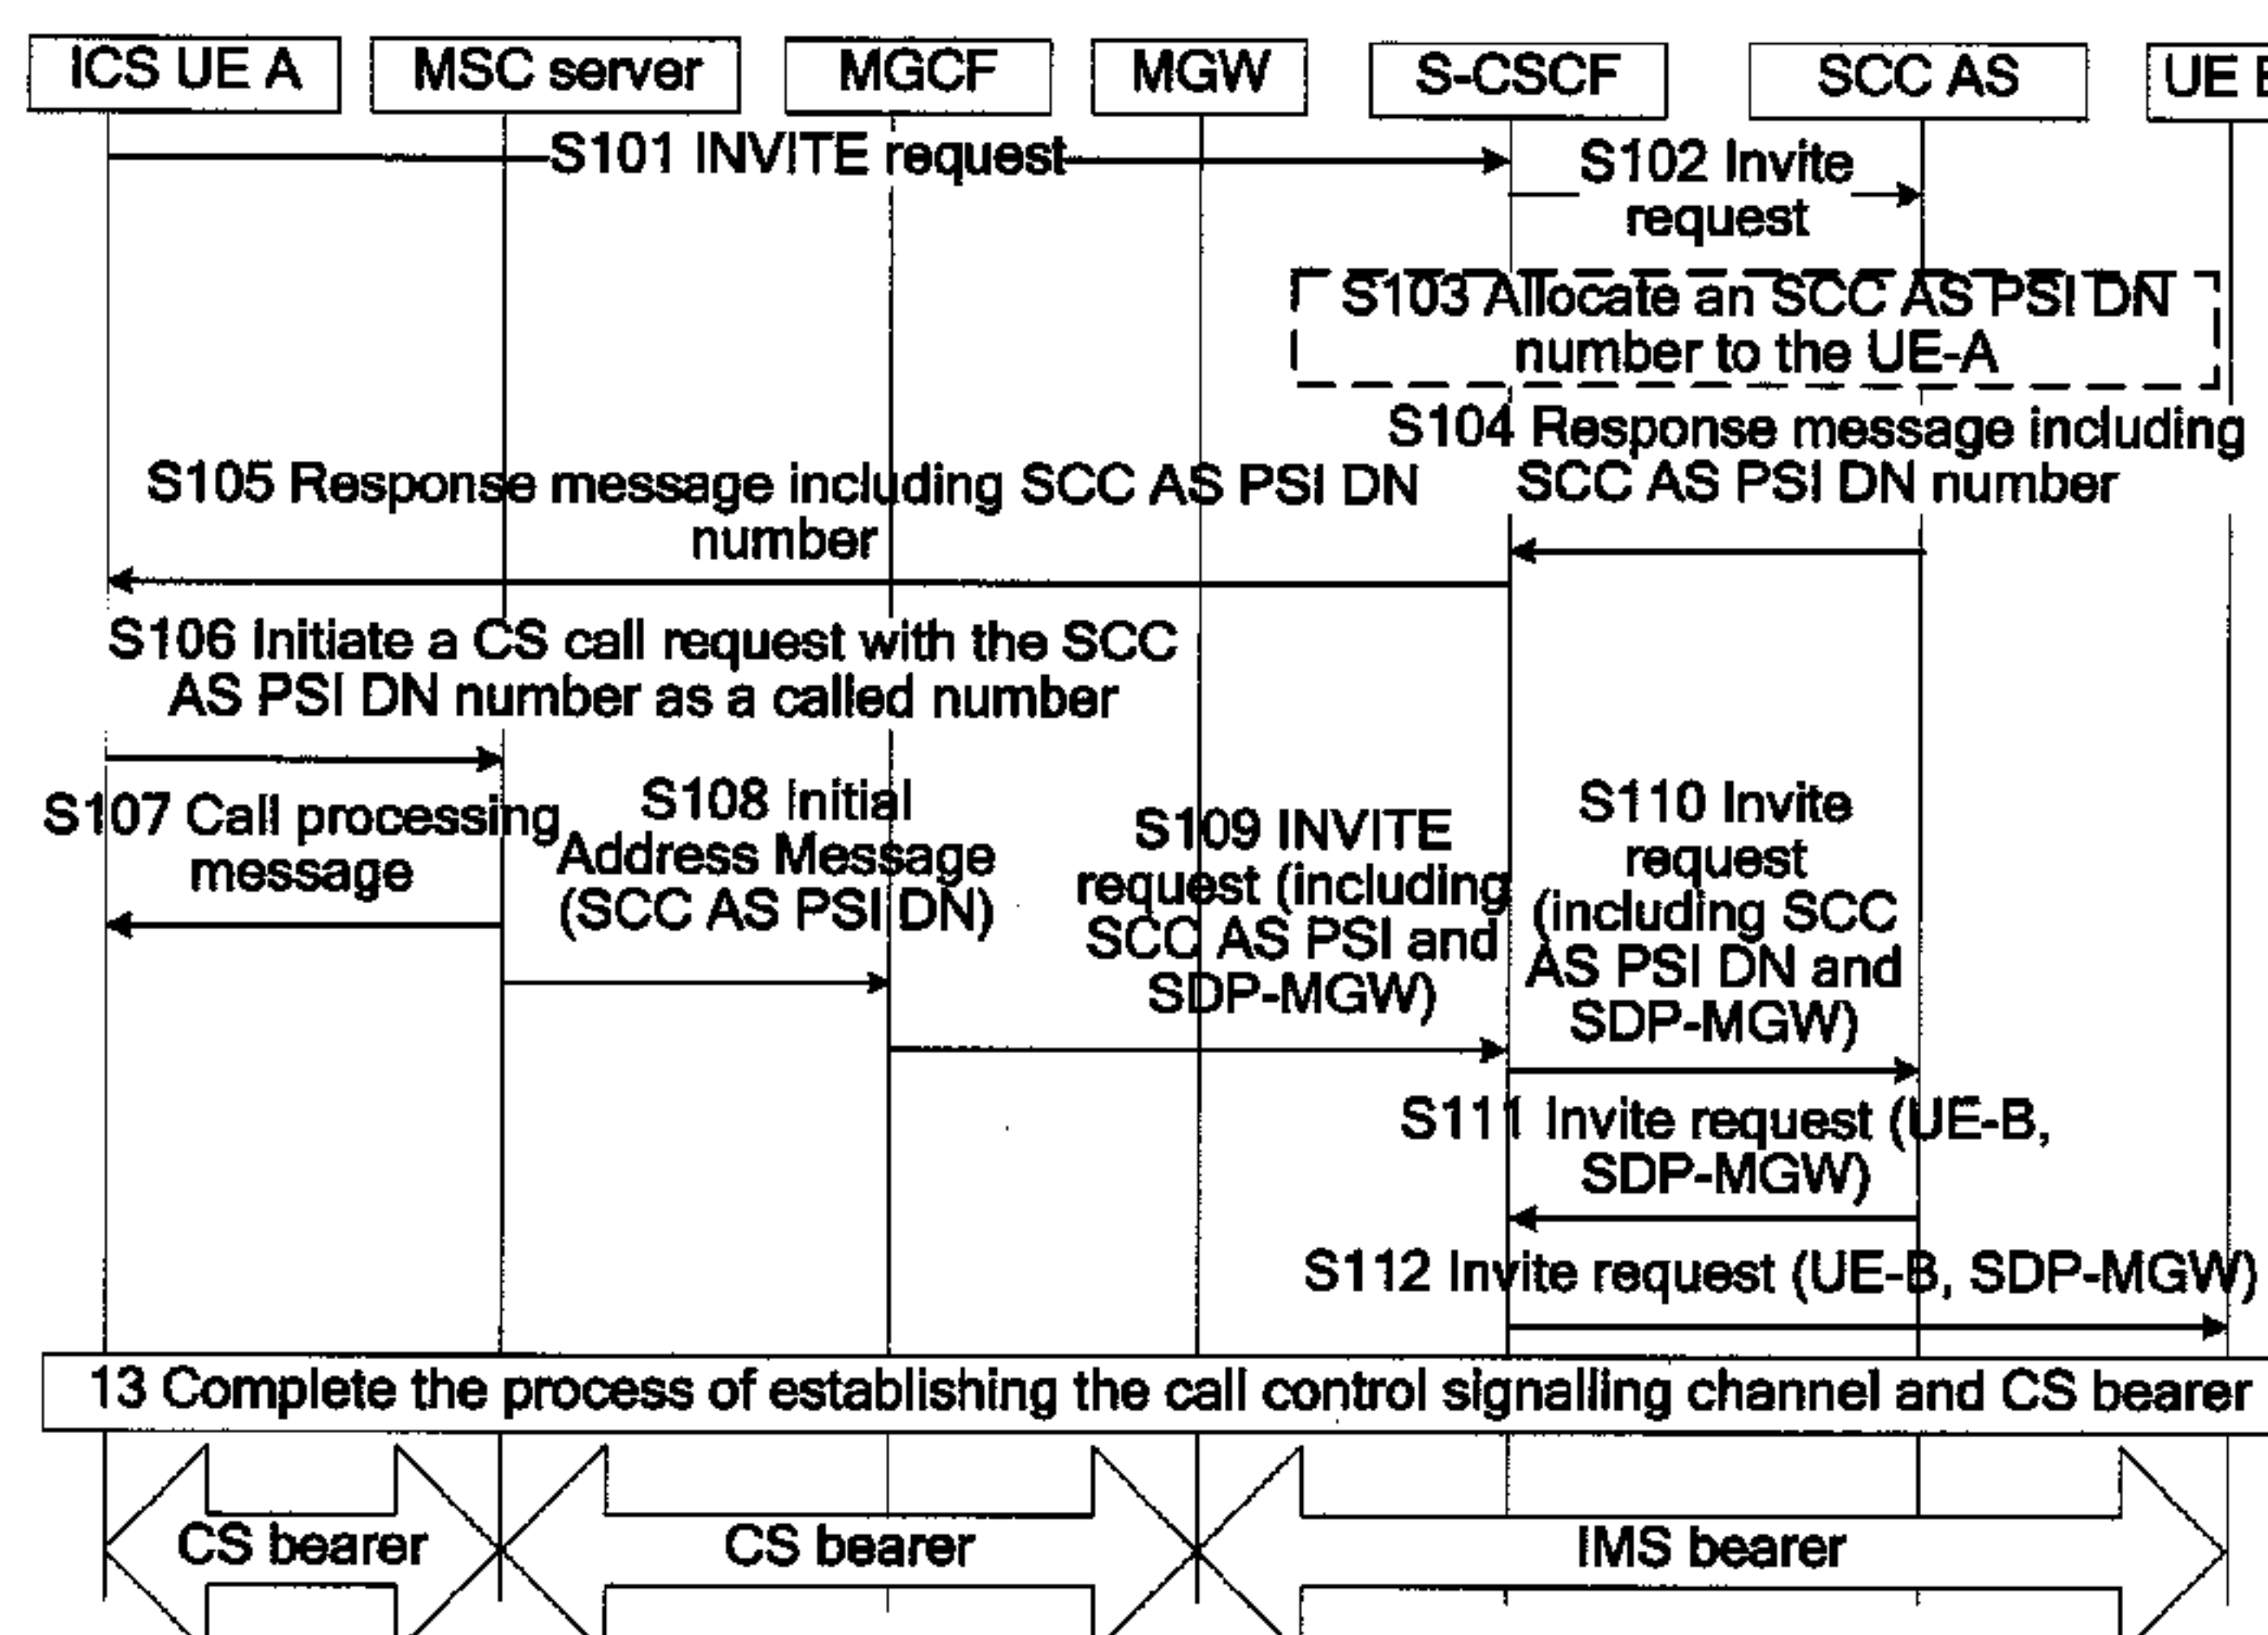 ICS UE A
MSC server
MGCF
MGW
S-CSCF
SCC AS
UE
S101 INVITE request
S102 Invite
request
S103 Allocate an SCC AS PSI DN
number to the UE-A
S104 Response message including
SCC AS PSI DN number
S105 Response message including SCC AS PSI DN
number
S106 Initiate a CS call request with the SCC
AS PSI DN number as a called number
S107 Call processing
message
S108 Initial
Address Message
(SCC AS PSI DN)
S109 INVITE
request (including
SCC AS PSI and
SDP-MGW)
S110 Invite
request
(including SCC
AS PSI DN and
SDP-MGW)
S111 Invite request (UE-B,
SDP-MGW)
S112 Invite request (UE-B, SDP-MGW)
13 Complete the process of establishing the call control signalling channel and CS bearer
CS bearer
CS bearer
IMS bearer